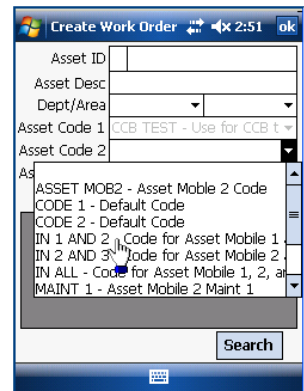 Create Work Order 2:51 ok
Asset ID
Asset Desc
Dept/Area
Asset Code 1 CCB TEST - Use for CCB t
Asset Code 2
As
ASSET MOB2 - Asset Moble 2 Code
CODE 1 - Default Code
CODE 2 - Default Code
IN 1 AND 2 - Code for Asset Mobile 1
IN 2 AND 3 Code for Asset Mobile 2
IN ALL - Code for Asset Mobile 1, 2, an
MAINT 1 - Asset Mobile 2 Maint 1
Search